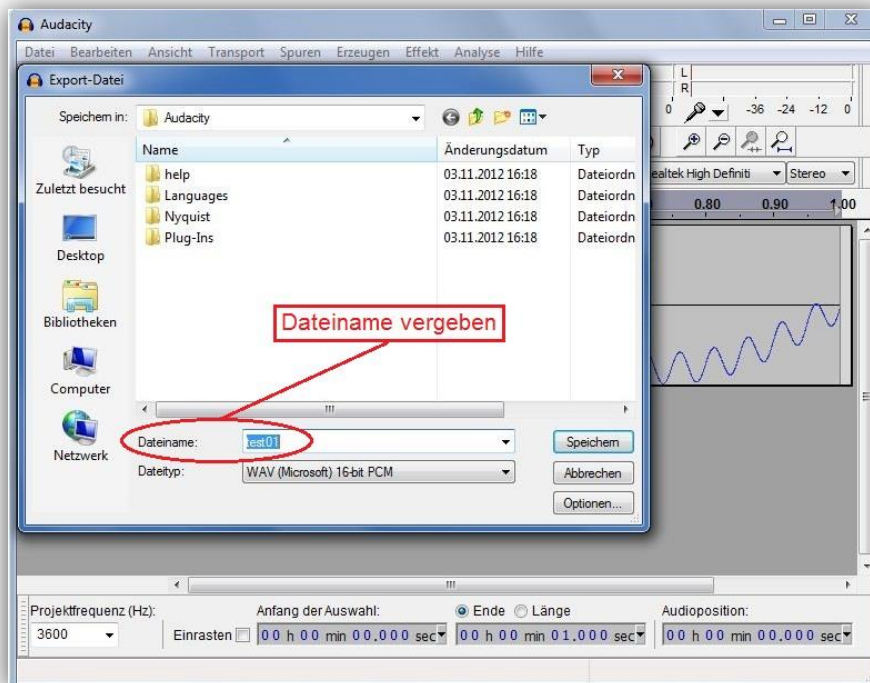 Audacity
Datei Bearbeiten Ansicht Transport Spuren Erzeugen Effekt Analyse Hilfe
Export-Datei
L
R
0 -36 -24 -12 0
Speichern in: Audacity
Name Änderungsdatum Typ
help 03.11.2012 16:18 Dateiordn
Languages 03.11.2012 16:18 Dateiordn
Nyquist 03.11.2012 16:18 Dateiordn
Plug-Ins 03.11.2012 16:18 Dateiordn
Zuletzt besucht
Desktop
Bibliotheken
Computer
Netzwerk
ealtek High Definiti Stereo
0.80 0.90 1.00
Dateiname vergeben
Dateiname: test01 Speichern
Dateityp: WAV (Microsoft) 16-bit PCM Abbrechen
Optionen...
Projektfrequenz (Hz): Anfang der Auswahl: Ende Länge Audioposition:
3600 Einrasten 00 h 00 min 00.000 sec 00 h 00 min 01.000 sec 00 h 00 min 00.000 sec